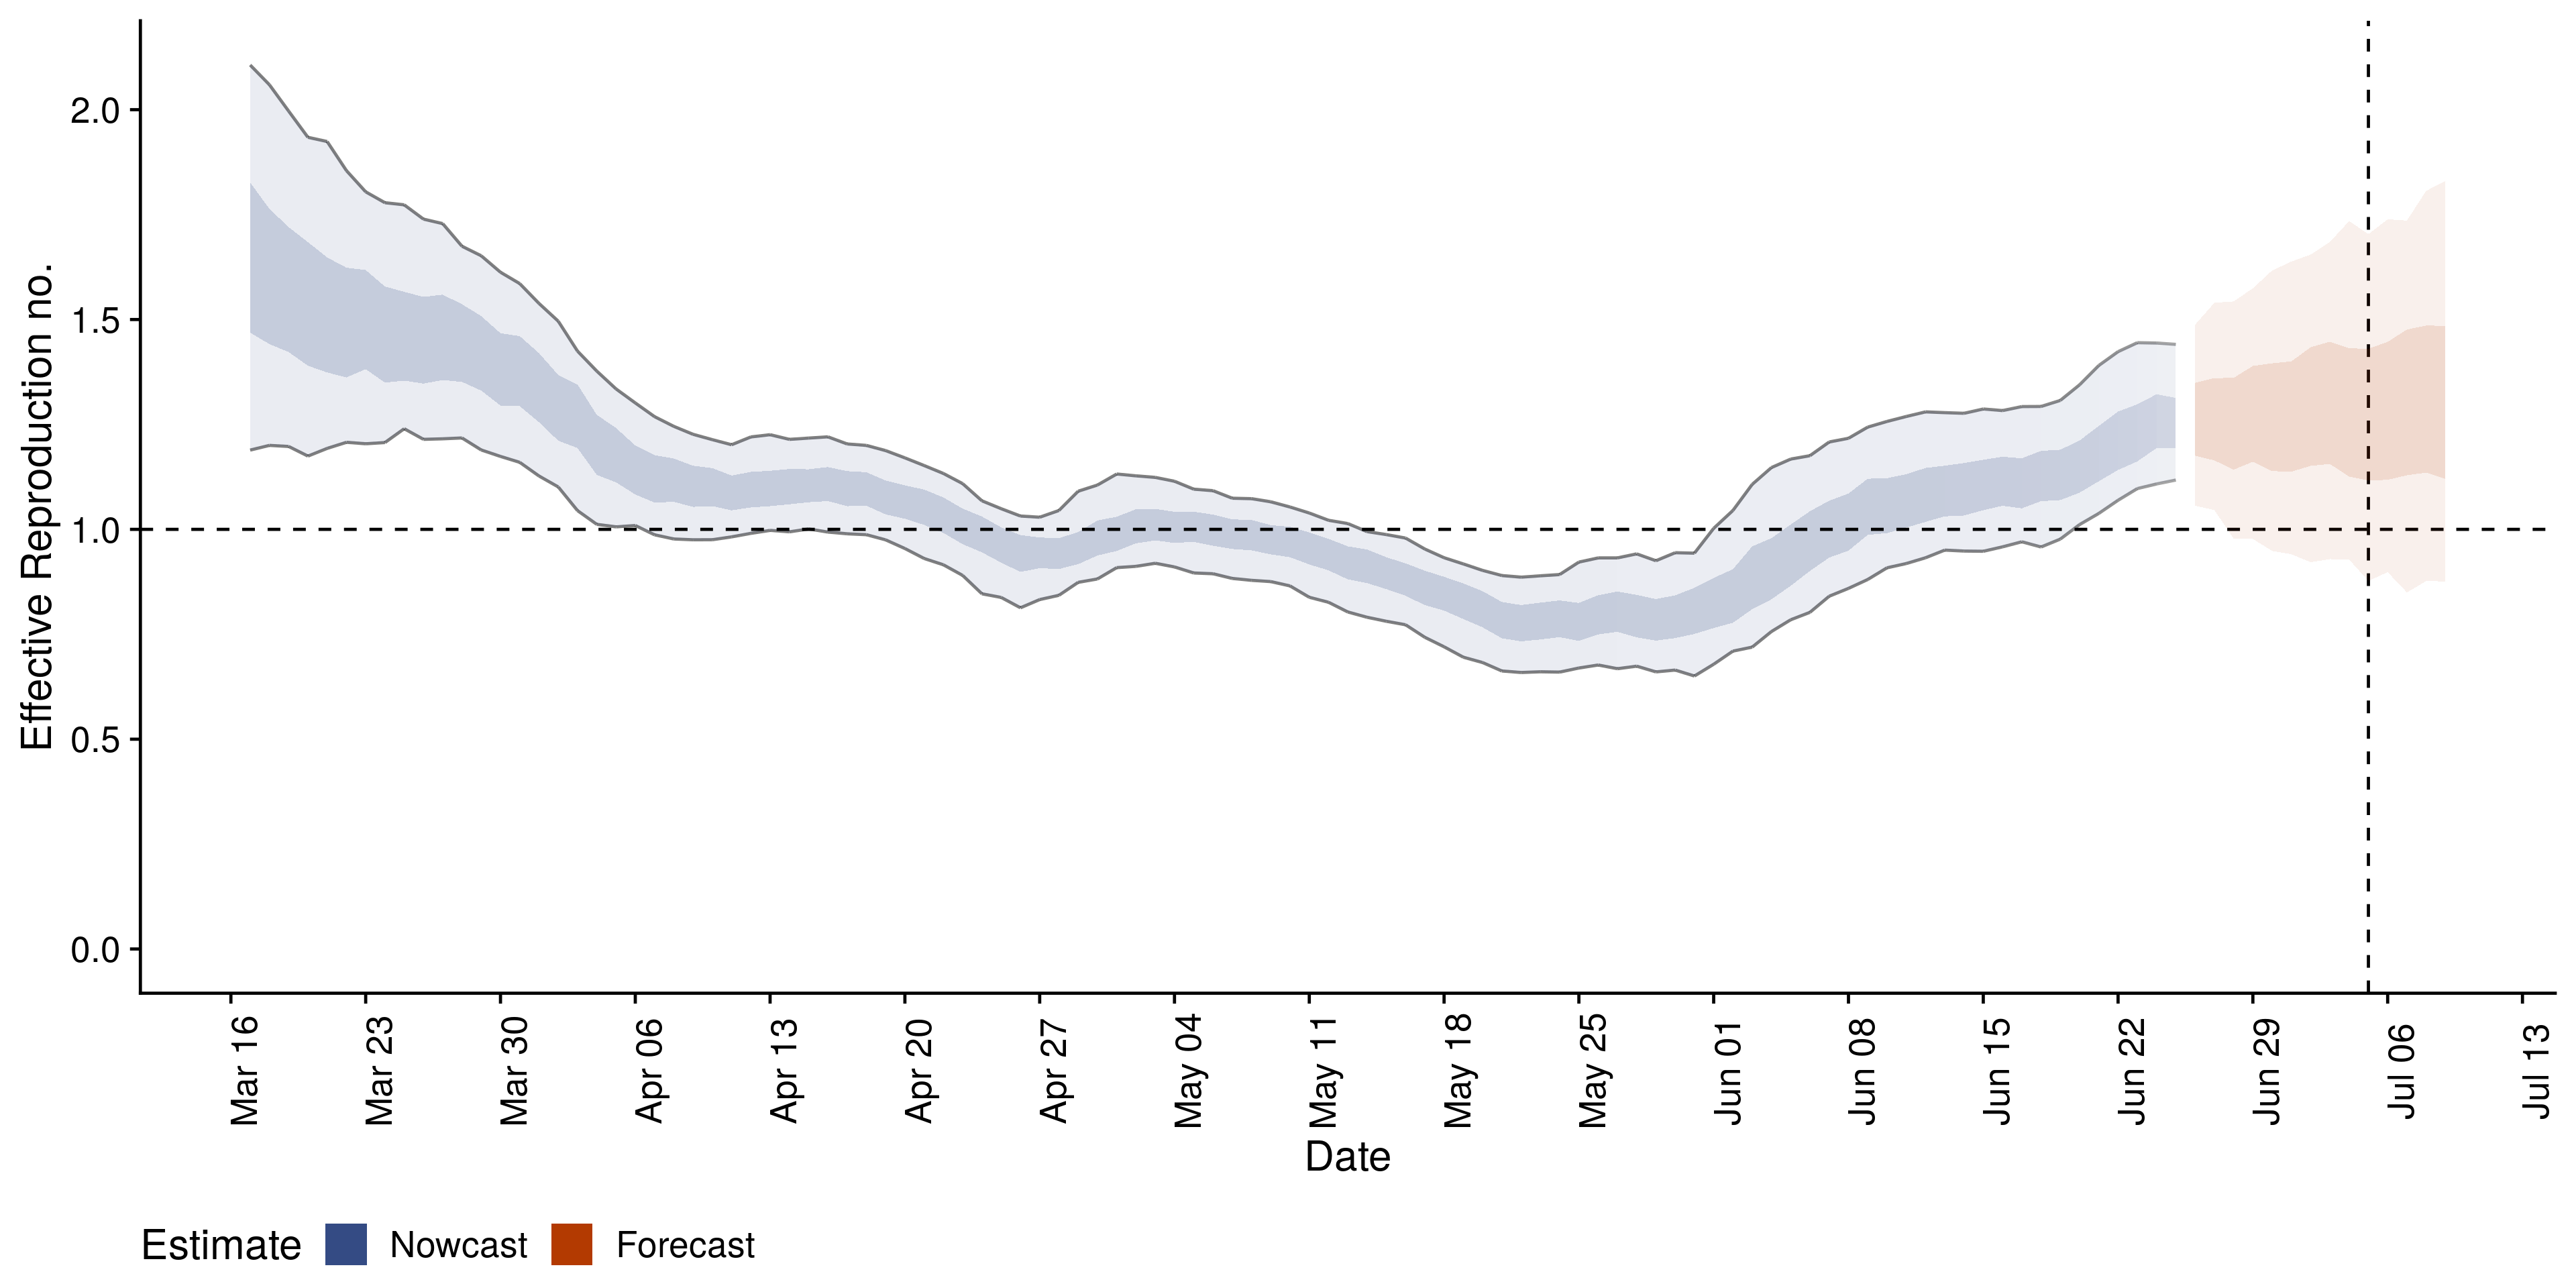 Effective Reproduction no.
2.0
1.5
1.0
0.5
0.0
Mar 16
Mar 23
Mar 30
Apr 06
Apr 13
Apr 20
Apr 27
May 04
May 11
May 18
May 25
Jun 01
Jun 08
Jun 15
Jun 22
Jun 29
Jul 06
Jul 13
Date
Estimate Nowcast Forecast